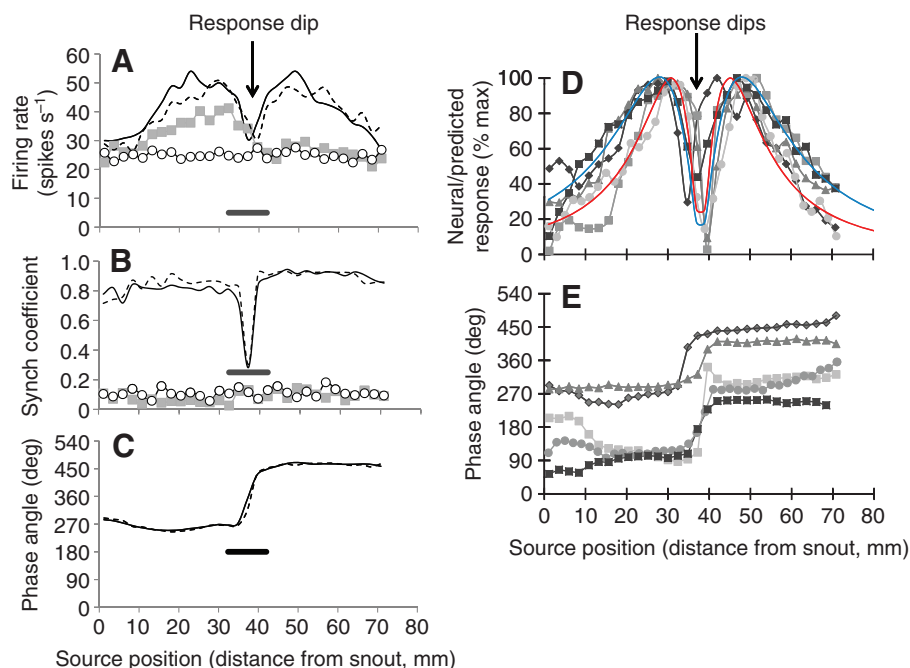 Response dip
A
60
50
40
30
20
10
0
Firing rate
(spikes s⁻¹)
B
1.0
0.8
0.6
0.4
0.2
0
Synch coefficient
C
540
450
360
270
180
90
0
Phase angle (deg)
0 10 20 30 40 50 60 70 80
Source position (distance from snout, mm)
Response dips
D
100
80
60
40
20
0
Neural/predicted
response (% max)
E
540
450
360
270
180
90
0
Phase angle (deg)
0 10 20 30 40 50 60 70 80
Source position (distance from snout, mm)